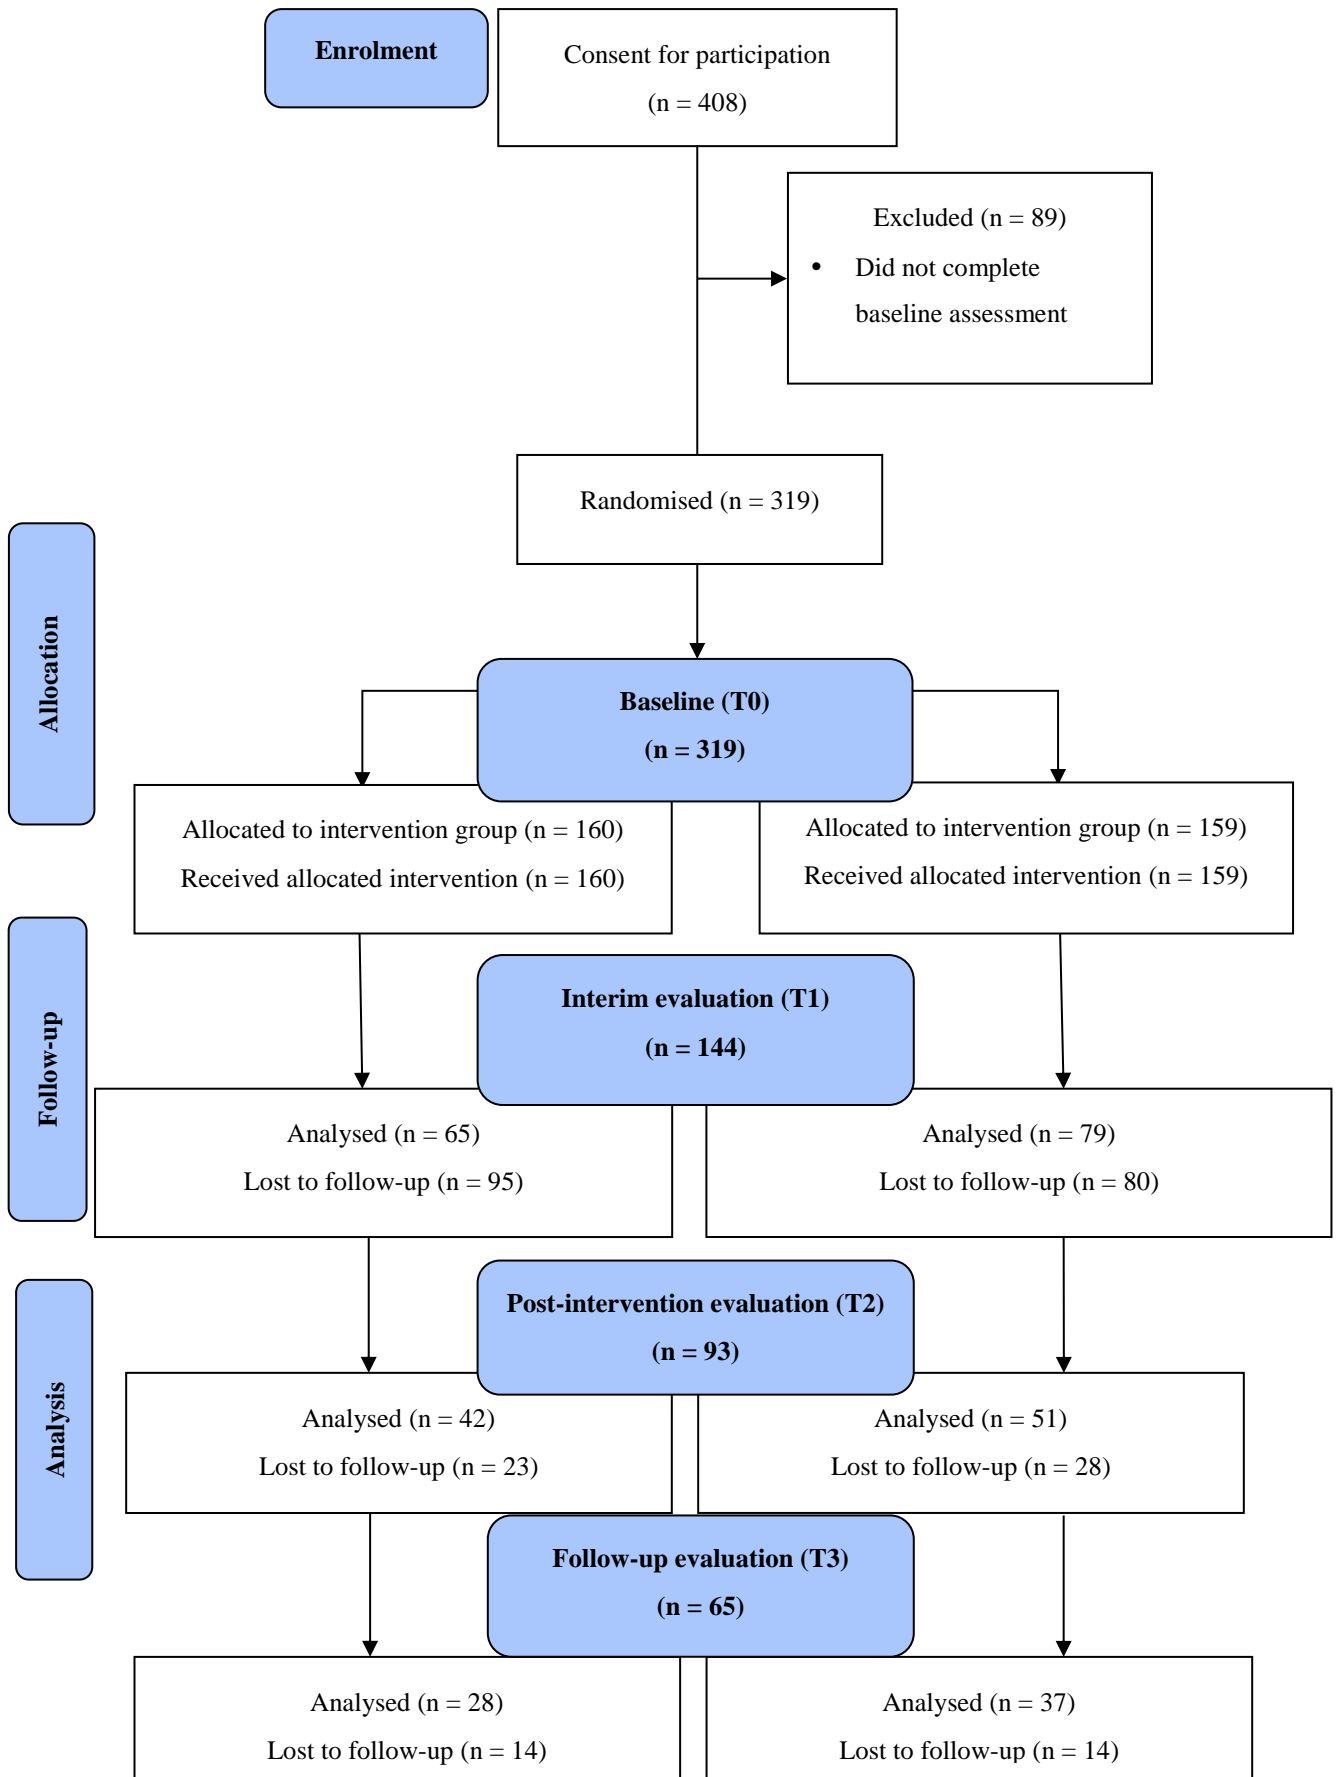 Enrolment
Consent for participation
(n = 408)
Excluded (n = 89)
• Did not complete
baseline assessment
Randomised (n = 319)
Allocation
Baseline (T0)
(n = 319)
Allocated to intervention group (n = 160)
Received allocated intervention (n = 160)
Allocated to intervention group (n = 159)
Received allocated intervention (n = 159)
Follow-up
Interim evaluation (T1)
(n = 144)
Analysed (n = 65)
Lost to follow-up (n = 95)
Analysed (n = 79)
Lost to follow-up (n = 80)
Analysis
Post-intervention evaluation (T2)
(n = 93)
Analysed (n = 42)
Lost to follow-up (n = 23)
Analysed (n = 51)
Lost to follow-up (n = 28)
Follow-up evaluation (T3)
(n = 65)
Analysed (n = 28)
Lost to follow-up (n = 14)
Analysed (n = 37)
Lost to follow-up (n = 14)